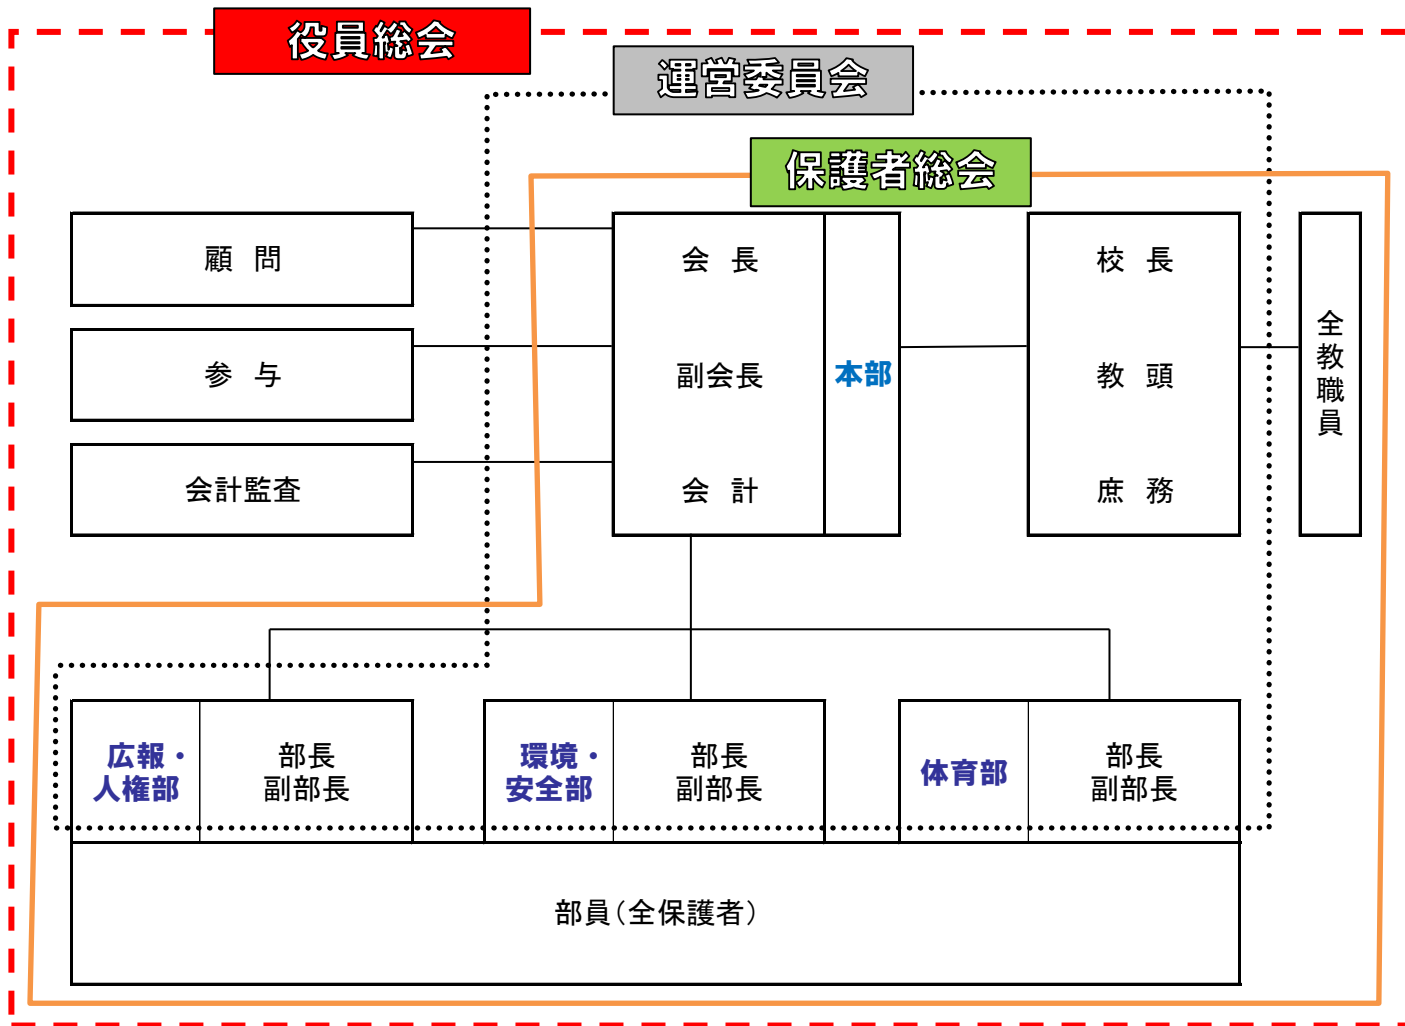 役員総会
運営委員会
保護者総会
顧　問
参　与
会計監査
会　長
副会長
会　計
本部
校　長
教　頭
庶　務
全教職員
広報・
人権部
部長
副部長
環境・
安全部
部長
副部長
体育部
部長
副部長
部員（全保護者）